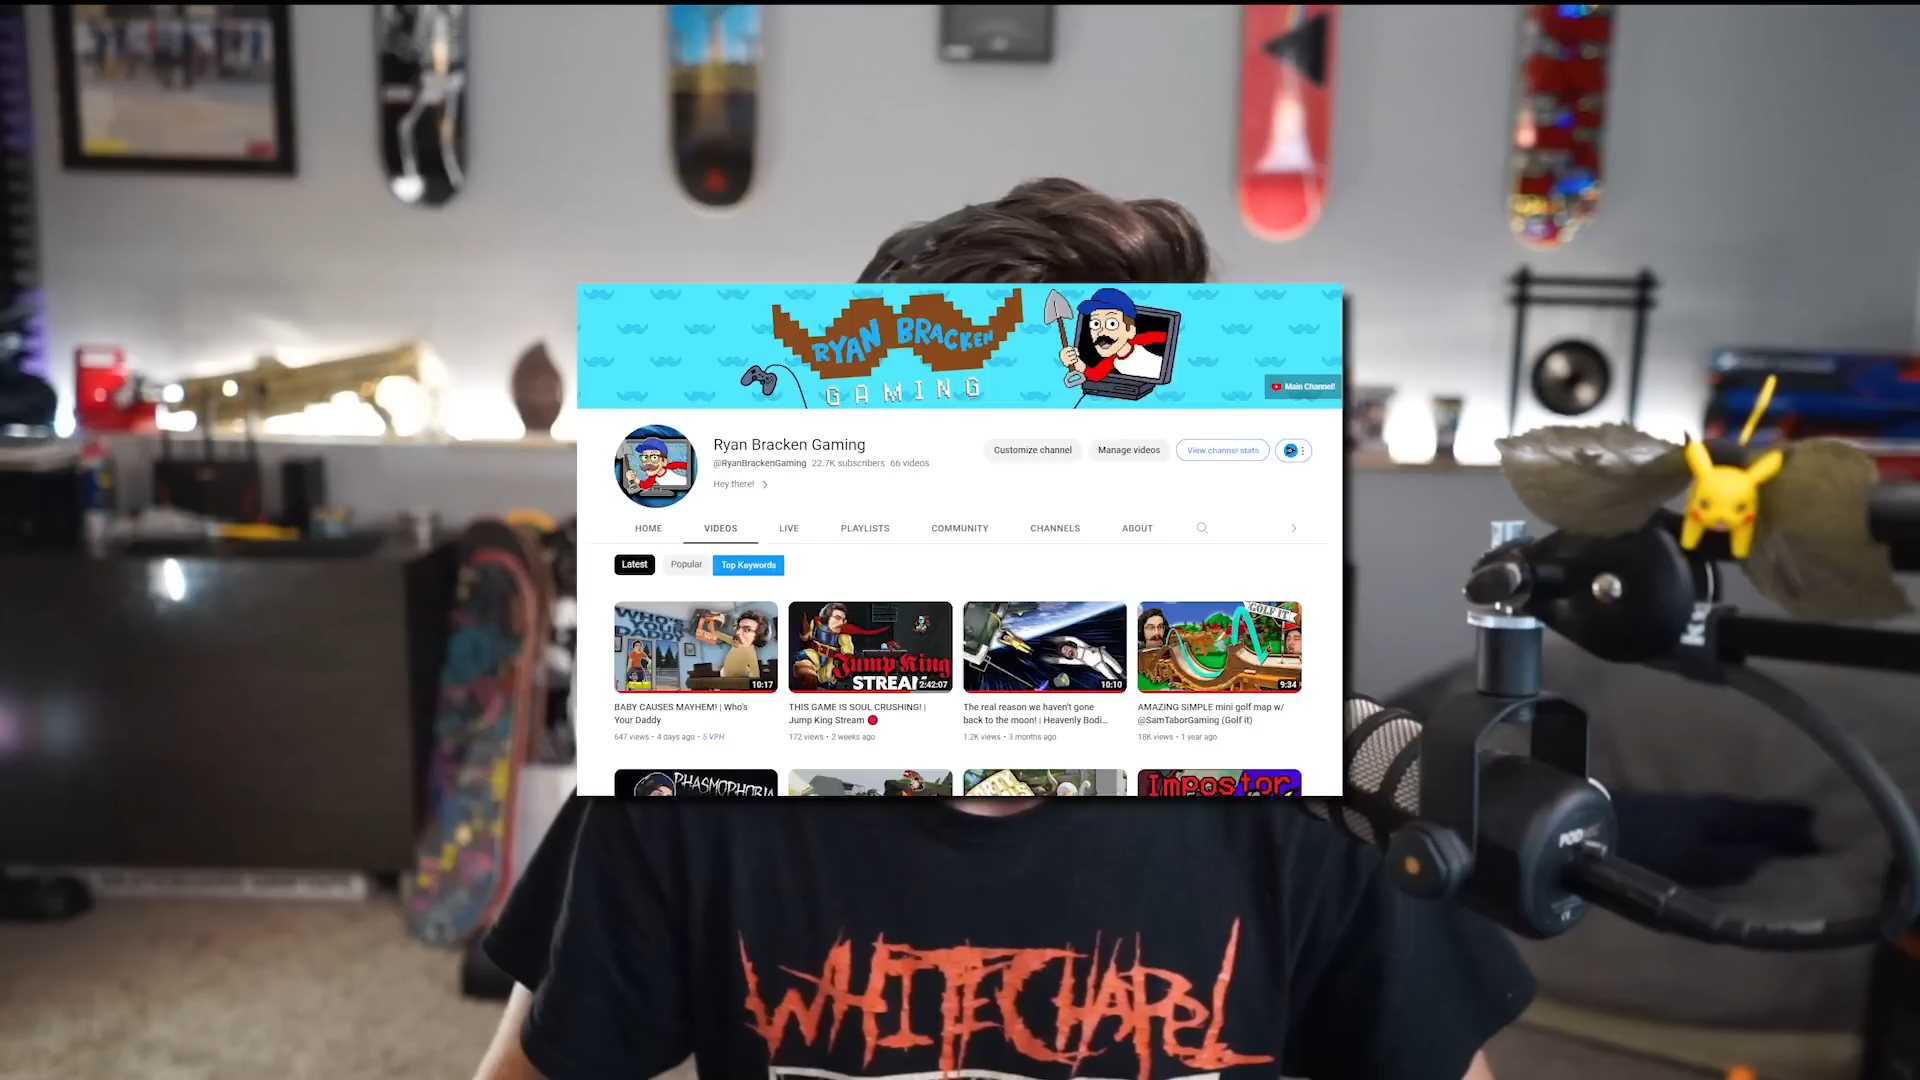 RYAN BRACKEN
GAMING
Main Channel!
Ryan Bracken Gaming
@RyanBrackenGaming 22.7K subscribers 66 videos
Hey there!
Customize channel
Manage videos
View channel stats
HOME
VIDEOS
LIVE
PLAYLISTS
COMMUNITY
CHANNELS
ABOUT
Latest
Popular
Top Keywords
WHO'S
YOUR
DADDY
10:17
Jump King
STREAM
2:42:07
10:10
GOLF IT!
9:34
BABY CAUSES MAYHEM! | Who's
Your Daddy
647 views • 4 days ago • 5 VPH
THIS GAME IS SOUL CRUSHING! |
Jump King Stream
172 views • 2 weeks ago
The real reason we haven't gone
back to the moon! | Heavenly Bodi...
1.2K views • 3 months ago
AMAZING SIMPLE mini golf map w/
@SamTaborGaming (Golf it)
18K views • 1 year ago
PHASMOPHOBIA
Impostor
WHITECHAPEL